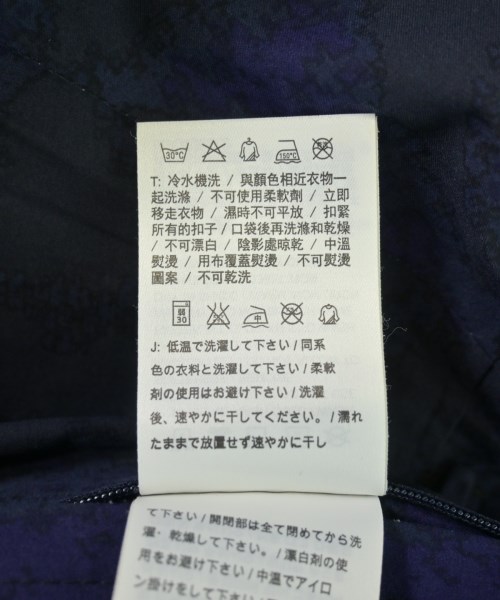 30°C
150°C
T: 冷水機洗 / 與顏色相近衣物一
起洗滌 / 不可使用柔軟劑 / 立即
移走衣物 / 濕時不可平放 / 扣緊
所有的扣子 / 口袋後再洗滌和乾燥
/ 不可漂白 / 陰影處晾乾 / 中溫
熨燙 / 用布覆蓋熨燙 / 不可熨燙
圖案 / 不可乾洗
弱
30
中
J: 低温で洗濯して下さい / 同系
色の衣料と洗濯して下さい / 柔軟
剤の使用はお避け下さい / 洗濯
後、速やかに干してください。/ 濡れ
たままで放置せず速やかに干し
て下さい / 開閉部は全て閉めてから洗
濯・乾燥して下さい。/ 漂白剤の使
用をお避け下さい / 中温でアイロ
ン掛けをして下さい